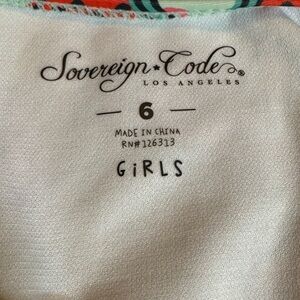 Sovereign★Code®
LOS ANGELES
— 6 —
MADE IN CHINA
RN#126313
GiRLS